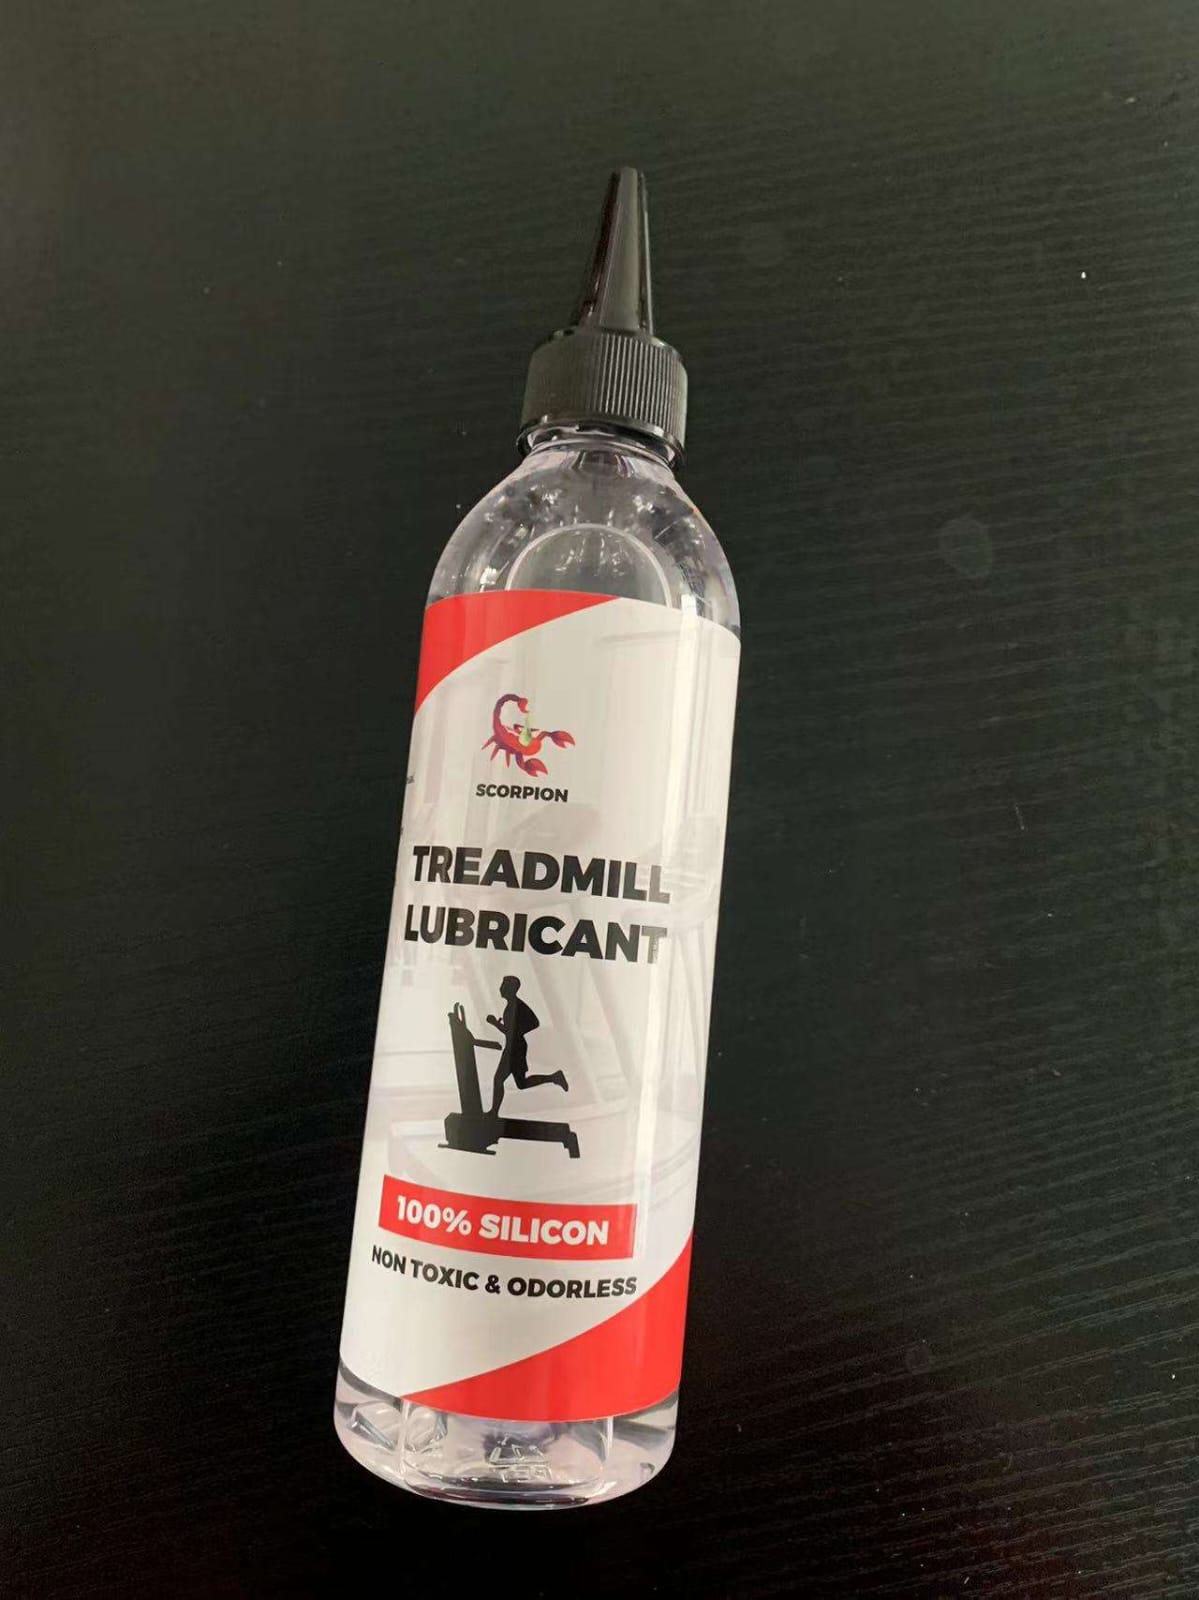 SCORPION
TREADMILL
LUBRICANT
100% SILICON
NON TOXIC & ODORLESS